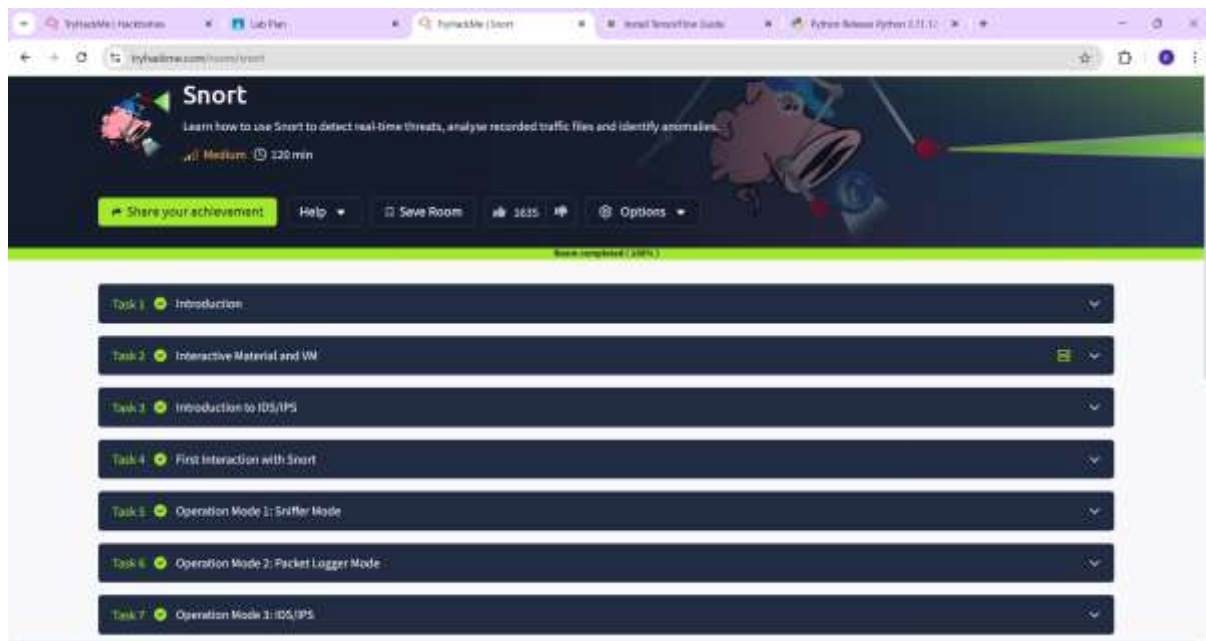 TryHackMe | Hacktivities
Lab Plan
TryHackMe | Snort
Install TensorFlow Guide
Python Release Python 3.11.1
tryhackme.com/room/snort
Snort
Learn how to use Snort to detect real-time threats, analyse recorded traffic files and identify anomalies.
Medium 120 min
Share your achievement Help Save Room 1635 Options
Room completed ( 100% )
Task 1 Introduction
Task 2 Interactive Material and VM
Task 3 Introduction to IDS/IPS
Task 4 First Interaction with Snort
Task 5 Operation Mode 1: Sniffer Mode
Task 6 Operation Mode 2: Packet Logger Mode
Task 7 Operation Mode 3: IDS/IPS